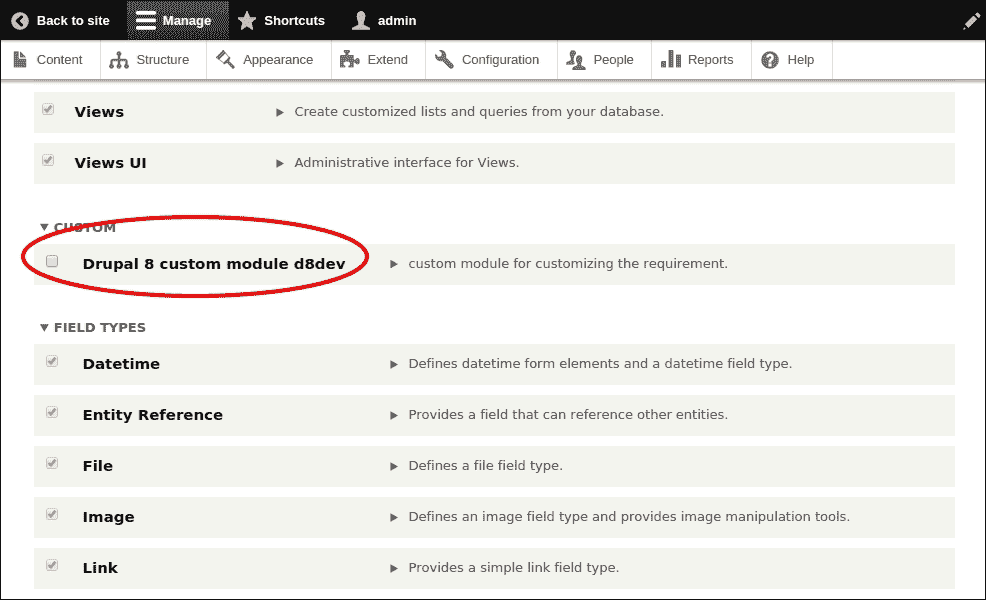 Back to site Manage Shortcuts admin
Content Structure Appearance Extend Configuration People Reports Help
Views Create customized lists and queries from your database.
Views UI Administrative interface for Views.
CUSTOM
Drupal 8 custom module d8dev custom module for customizing the requirement.
FIELD TYPES
Datetime Defines datetime form elements and a datetime field type.
Entity Reference Provides a field that can reference other entities.
File Defines a file field type.
Image Defines an image field type and provides image manipulation tools.
Link Provides a simple link field type.